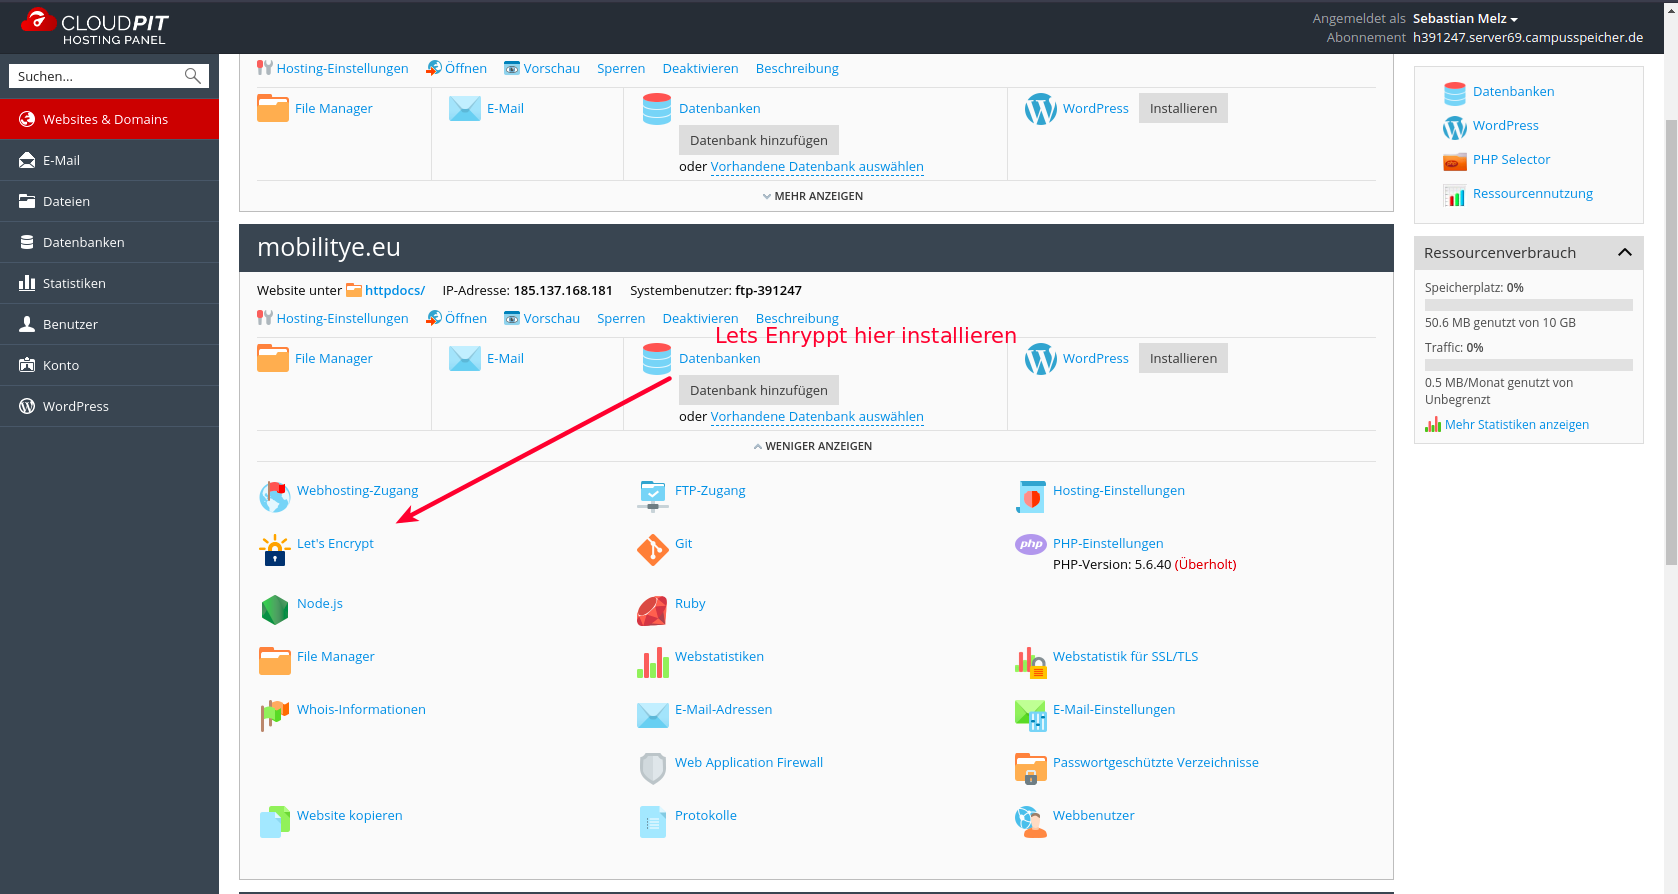 CLOUDPIT
HOSTING PANEL
Angemeldet als Sebastian Melz
Abonnement h391247.server69.campusspeicher.de
Suchen...
Websites & Domains
E-Mail
Dateien
Datenbanken
Statistiken
Benutzer
Konto
WordPress
Hosting-Einstellungen Öffnen Vorschau Sperren Deaktivieren Beschreibung
File Manager E-Mail Datenbanken WordPress Installieren
Datenbank hinzufügen
oder Vorhandene Datenbank auswählen
MEHR ANZEIGEN
mobilitye.eu
Website unter httpdocs/ IP-Adresse: 185.137.168.181 Systembenutzer: ftp-391247
Hosting-Einstellungen Öffnen Vorschau Sperren Deaktivieren Beschreibung
Lets Enryppt hier installieren
File Manager E-Mail Datenbanken WordPress Installieren
Datenbank hinzufügen
oder Vorhandene Datenbank auswählen
WENIGER ANZEIGEN
Webhosting-Zugang FTP-Zugang Hosting-Einstellungen
Let's Encrypt Git PHP-Einstellungen
PHP-Version: 5.6.40 (Überholt)
Node.js Ruby
File Manager Webstatistiken Webstatistik für SSL/TLS
Whois-Informationen E-Mail-Adressen E-Mail-Einstellungen
Web Application Firewall Passwortgeschützte Verzeichnisse
Website kopieren Protokolle Webbenutzer
Datenbanken
WordPress
PHP Selector
Ressourcennutzung
Ressourcenverbrauch
Speicherplatz: 0%
50.6 MB genutzt von 10 GB
Traffic: 0%
0.5 MB/Monat genutzt von
Unbegrenzt
Mehr Statistiken anzeigen
php